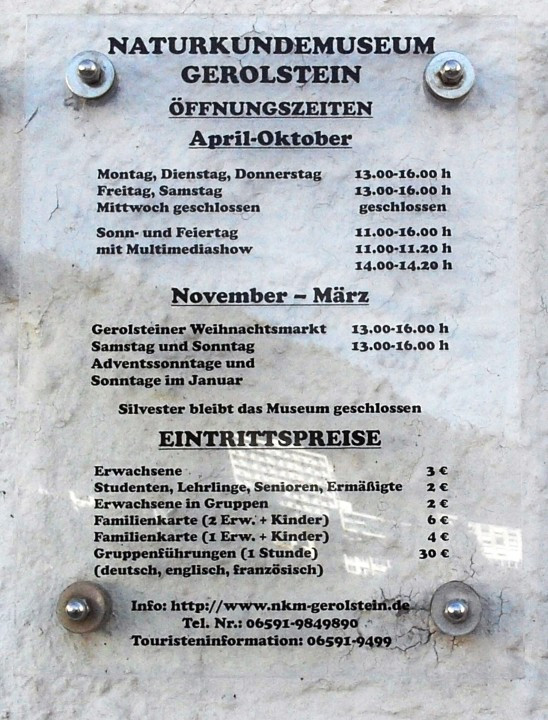 NATURKUNDEMUSEUM
GEROLSTEIN
ÖFFNUNGSZEITEN
April-Oktober
Montag, Dienstag, Donnerstag 13.00-16.00 h
Freitag, Samstag 13.00-16.00 h
Mittwoch geschlossen geschlossen
Sonn- und Feiertag 11.00-16.00 h
mit Multimediashow 11.00-11.20 h
14.00-14.20 h
November – März
Gerolsteiner Weihnachtsmarkt 13.00-16.00 h
Samstag und Sonntag 13.00-16.00 h
Adventssonntage und
Sonntage im Januar
Silvester bleibt das Museum geschlossen
EINTRITTSPREISE
Erwachsene 3 €
Studenten, Lehrlinge, Senioren, Ermäßigte 2 €
Erwachsene in Gruppen 2 €
Familienkarte (2 Erw. + Kinder) 6 €
Familienkarte (1 Erw. + Kinder) 4 €
Gruppenführungen (1 Stunde) 30 €
(deutsch, englisch, französisch)
Info: http://www.nkm-gerolstein.de
Tel. Nr.: 06591-9849890
Touristeninformation: 06591-9499